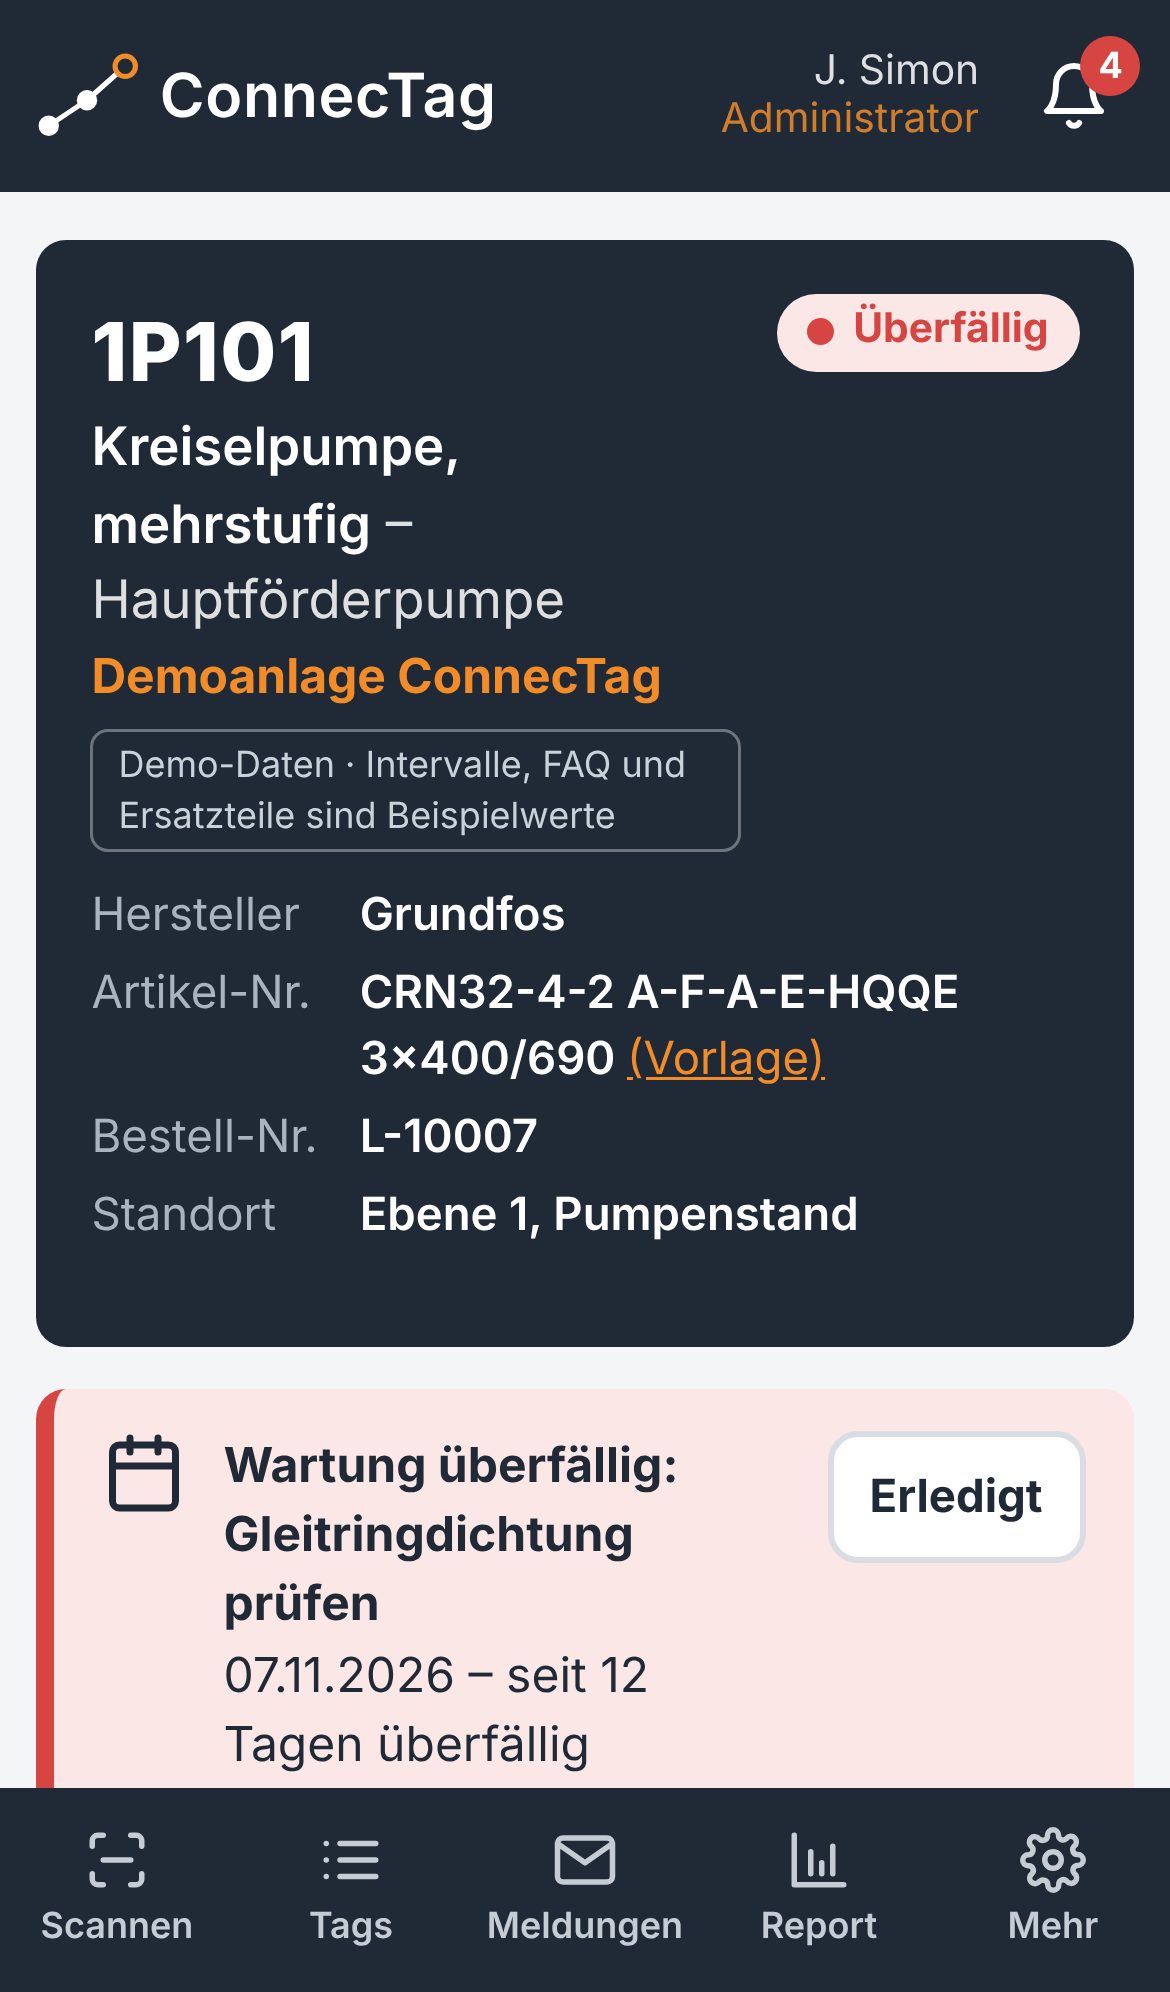 ConnecTag
J. Simon
Administrator
4
1P101
Überfällig
Kreiselpumpe,
mehrstufig –
Hauptförderpumpe
Demoanlage ConnecTag
Demo-Daten · Intervalle, FAQ und
Ersatzteile sind Beispielwerte
Hersteller Grundfos
Artikel-Nr. CRN32-4-2 A-F-A-E-HQQE
3×400/690 (Vorlage)
Bestell-Nr. L-10007
Standort Ebene 1, Pumpenstand
Wartung überfällig:
Gleitringdichtung
prüfen
Erledigt
07.11.2026 – seit 12
Tagen überfällig
Scannen Tags Meldungen Report Mehr